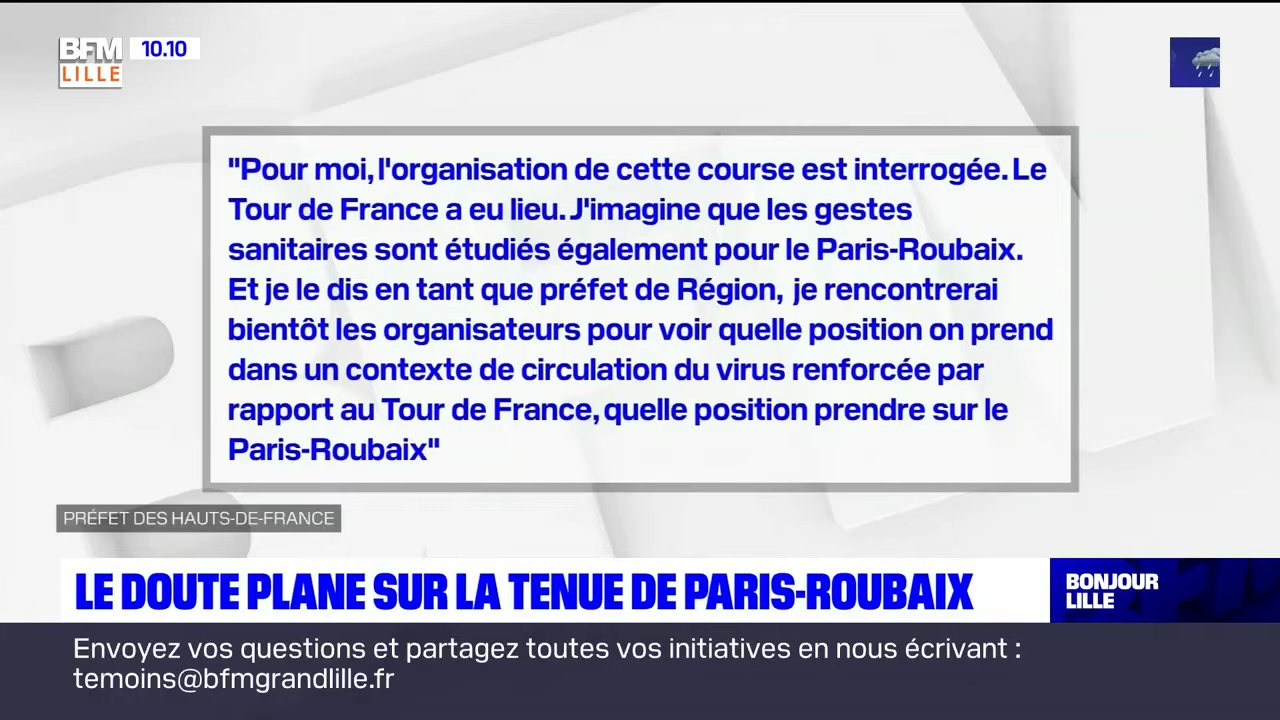 BFM 10.10
LILLE
"Pour moi, l'organisation de cette course est interrogée. Le
Tour de France a eu lieu. J'imagine que les gestes
sanitaires sont étudiés également pour le Paris-Roubaix.
Et je le dis en tant que préfet de Région, je rencontrerai
bientôt les organisateurs pour voir quelle position on prend
dans un contexte de circulation du virus renforcée par
rapport au Tour de France, quelle position prendre sur le
Paris-Roubaix"
PRÉFET DES HAUTS-DE-FRANCE
LE DOUTE PLANE SUR LA TENUE DE PARIS-ROUBAIX
BONJOUR
LILLE
Envoyez vos questions et partagez toutes vos initiatives en nous écrivant :
temoins@bfmgrandlille.fr